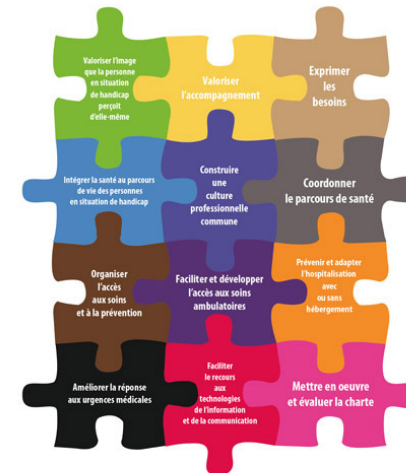 Valoriser l'image
que la personne
en situation
de handicap
perçoit
d'elle-même
Valoriser
l'accompagnement
Exprimer
les
besoins
Intégrer la santé au parcours
de vie des personnes
en situation de handicap
Construire
une
culture
professionnelle
commune
Coordonner
le parcours de santé
Organiser
l'accès
aux soins
et à la prévention
Faciliter et développer
l'accès aux soins
ambulatoires
Prévenir et adapter
l'hospitalisation
avec
ou sans
hébergement
Améliorer la réponse
aux urgences médicales
Faciliter
le recours
aux
technologies
de l'information
et de la communication
Mettre en oeuvre
et évaluer la charte